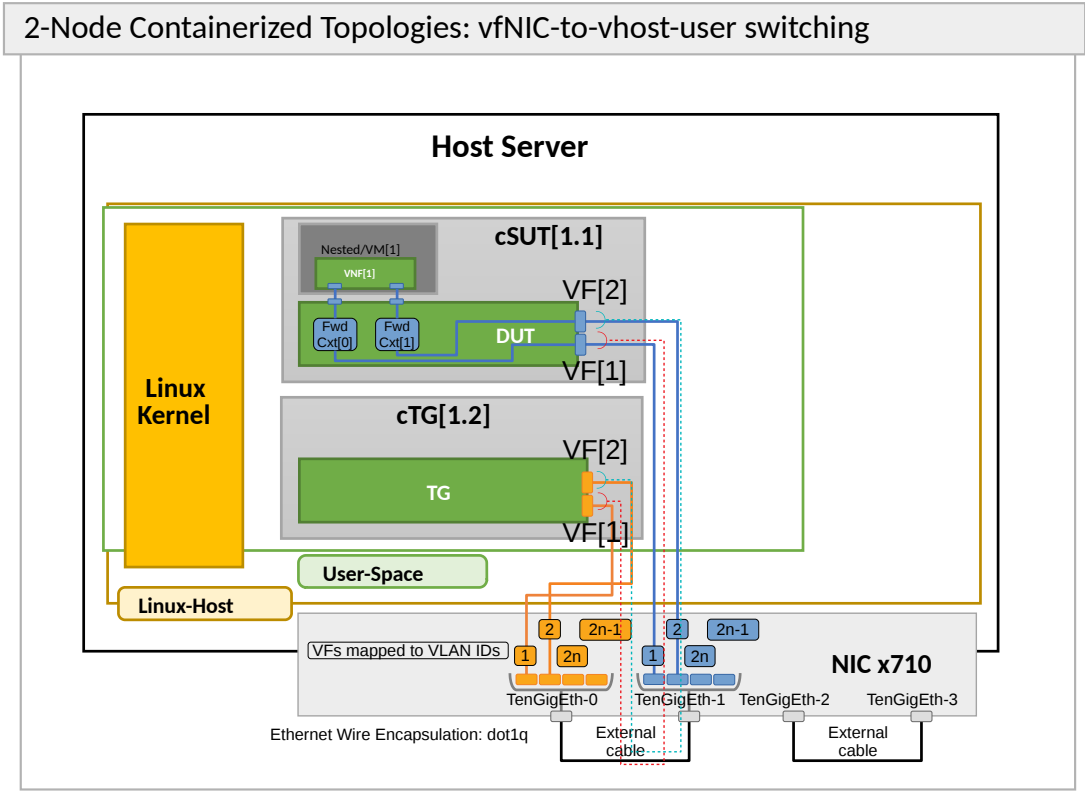 2-Node Containerized Topologies: vfNIC-to-vhost-user switching
Host Server
cSUT[1.1]
Nested/VM[1]
VNF[1]
VF[2]
Fwd
Cxt[0]
Fwd
Cxt[1]
DUT
VF[1]
Linux
Kernel
cTG[1.2]
VF[2]
TG
VF[1]
User-Space
Linux-Host
2
2n-1
2
2n-1
VFs mapped to VLAN IDs
1
2n
1
2n
NIC x710
TenGigEth-0
TenGigEth-1
TenGigEth-2
TenGigEth-3
Ethernet Wire Encapsulation: dot1q
External
cable
External
cable